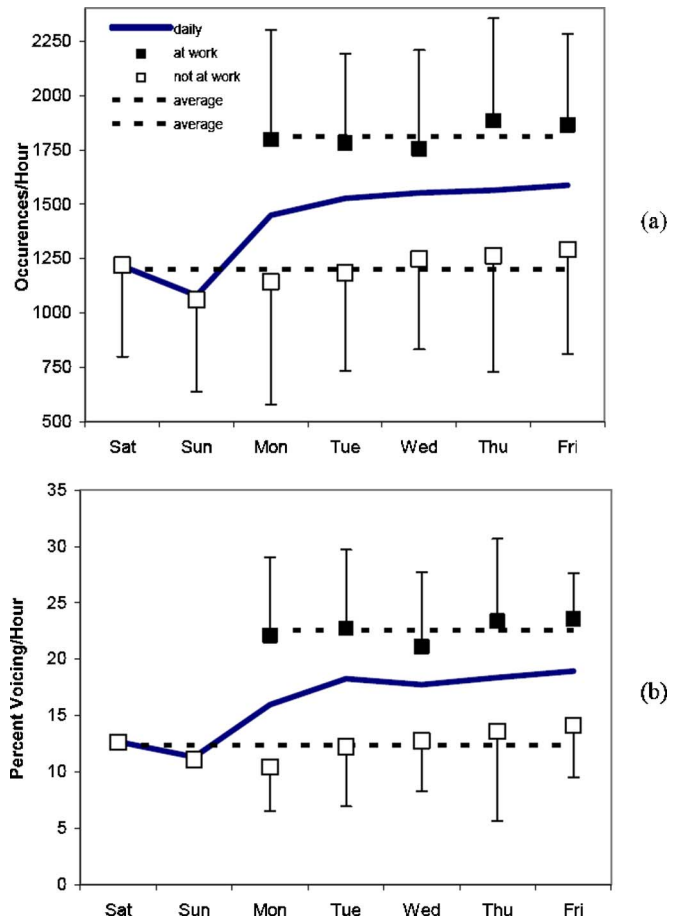 2250
2000
1750
1500
1250
1000
750
500
Occurences/Hour
daily
at work
not at work
average
average
Sat Sun Mon Tue Wed Thu Fri
(a)
35
30
25
20
15
10
5
0
Percent Voicing/Hour
Sat Sun Mon Tue Wed Thu Fri
(b)